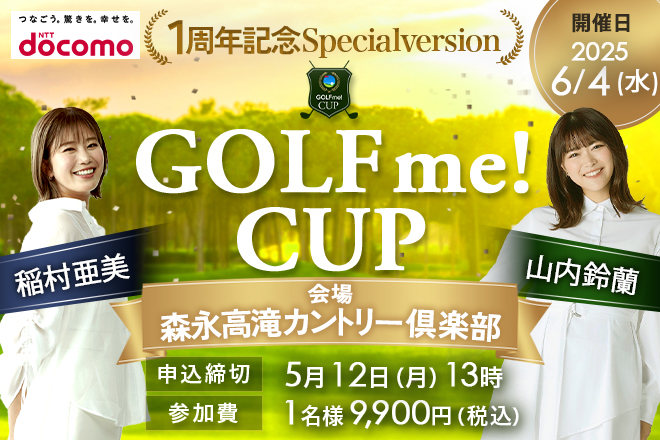 つなごう。驚きを。幸せを。
NTT
docomo
1周年記念Specialversion
開催日
2025
6/4(水)
GOLFme!
CUP
GOLF me!
CUP
稲村亜美
山内鈴蘭
会場
森永高滝カントリー倶楽部
申込締切 5月12日(月)13時
参加費 1名様 9,900円(税込)